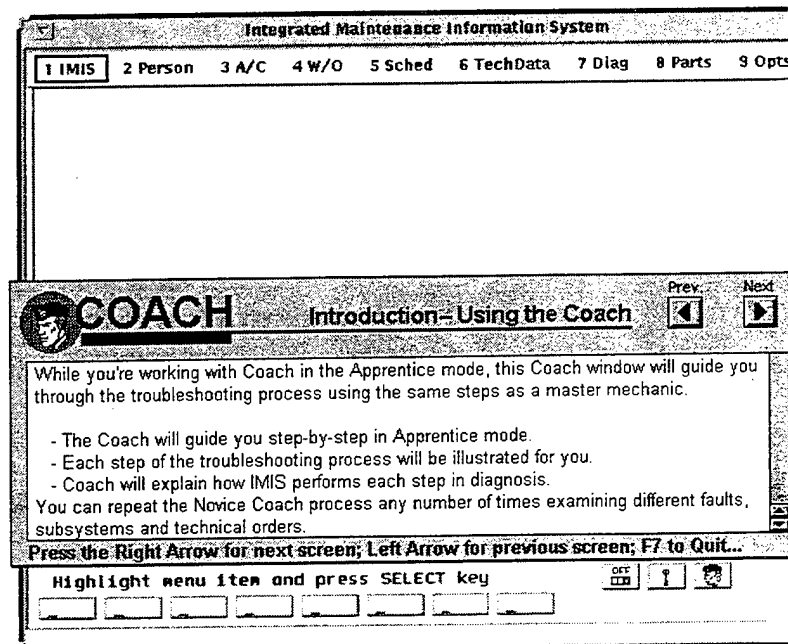 Integrated Maintenance Information System
1 IMIS 2 Person 3 A/C 4 W/O 5 Sched 6 TechData 7 Diag 8 Parts 9 Opts
Prev. Next
COACH Introduction – Using the Coach
While you're working with Coach in the Apprentice mode, this Coach window will guide you
through the troubleshooting process using the same steps as a master mechanic.
- The Coach will guide you step-by-step in Apprentice mode.
- Each step of the troubleshooting process will be illustrated for you.
- Coach will explain how IMIS performs each step in diagnosis.
You can repeat the Novice Coach process any number of times examining different faults,
subsystems and technical orders.
Press the Right Arrow for next screen; Left Arrow for previous screen; F7 to Quit...
Highlight menu item and press SELECT key
OFF